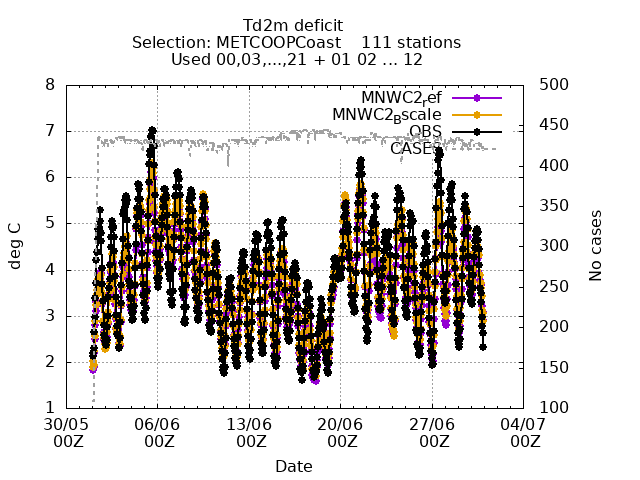 Td2m deficit
Selection: METCOOPCoast    111 stations
Used 00,03,...,21 + 01 02 ... 12
8
7
6
5
4
3
2
1
500
450
400
350
300
250
200
150
100
MNWC2ref
MNWC2Bscale
OBS
CASES
deg C
No cases
30/05 00Z
06/06 00Z
13/06 00Z
20/06 00Z
27/06 00Z
04/07 00Z
Date